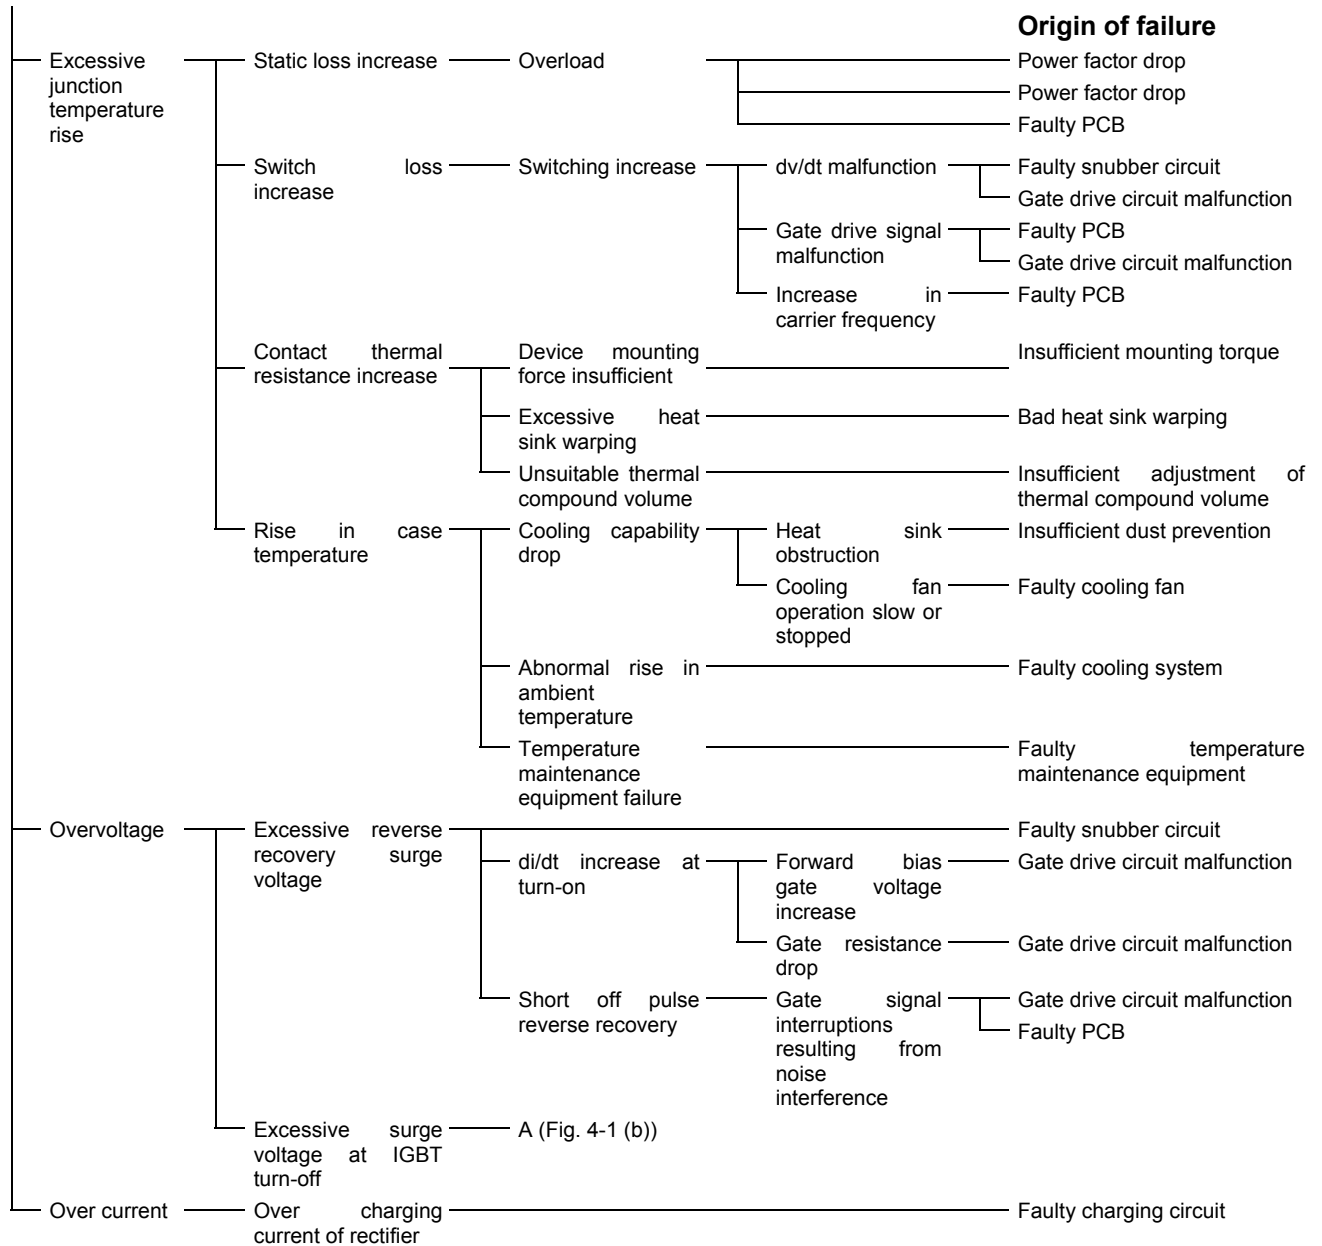 Origin of failure
Excessive
junction
temperature
rise
Static loss increase
Overload
Power factor drop
Power factor drop
Faulty PCB
Switch loss
increase
Switching increase
dv/dt malfunction
Faulty snubber circuit
Gate drive circuit malfunction
Gate drive signal
malfunction
Faulty PCB
Gate drive circuit malfunction
Increase in
carrier frequency
Faulty PCB
Contact thermal
resistance increase
Device mounting
force insufficient
Insufficient mounting torque
Excessive heat
sink warping
Bad heat sink warping
Unsuitable thermal
compound volume
Insufficient adjustment of
thermal compound volume
Rise in case
temperature
Cooling capability
drop
Heat sink
obstruction
Insufficient dust prevention
Cooling fan
operation slow or
stopped
Faulty cooling fan
Abnormal rise in
ambient
temperature
Faulty cooling system
Temperature
maintenance
equipment failure
Faulty temperature
maintenance equipment
Overvoltage
Excessive reverse
recovery surge
voltage
Faulty snubber circuit
di/dt increase at
turn-on
Forward bias
gate voltage
increase
Gate drive circuit malfunction
Gate resistance
drop
Gate drive circuit malfunction
Short off pulse
reverse recovery
Gate signal
interruptions
resulting from
noise
interference
Gate drive circuit malfunction
Faulty PCB
Excessive surge
voltage at IGBT
turn-off
A (Fig. 4-1 (b))
Over current
Over charging
current of rectifier
Faulty charging circuit